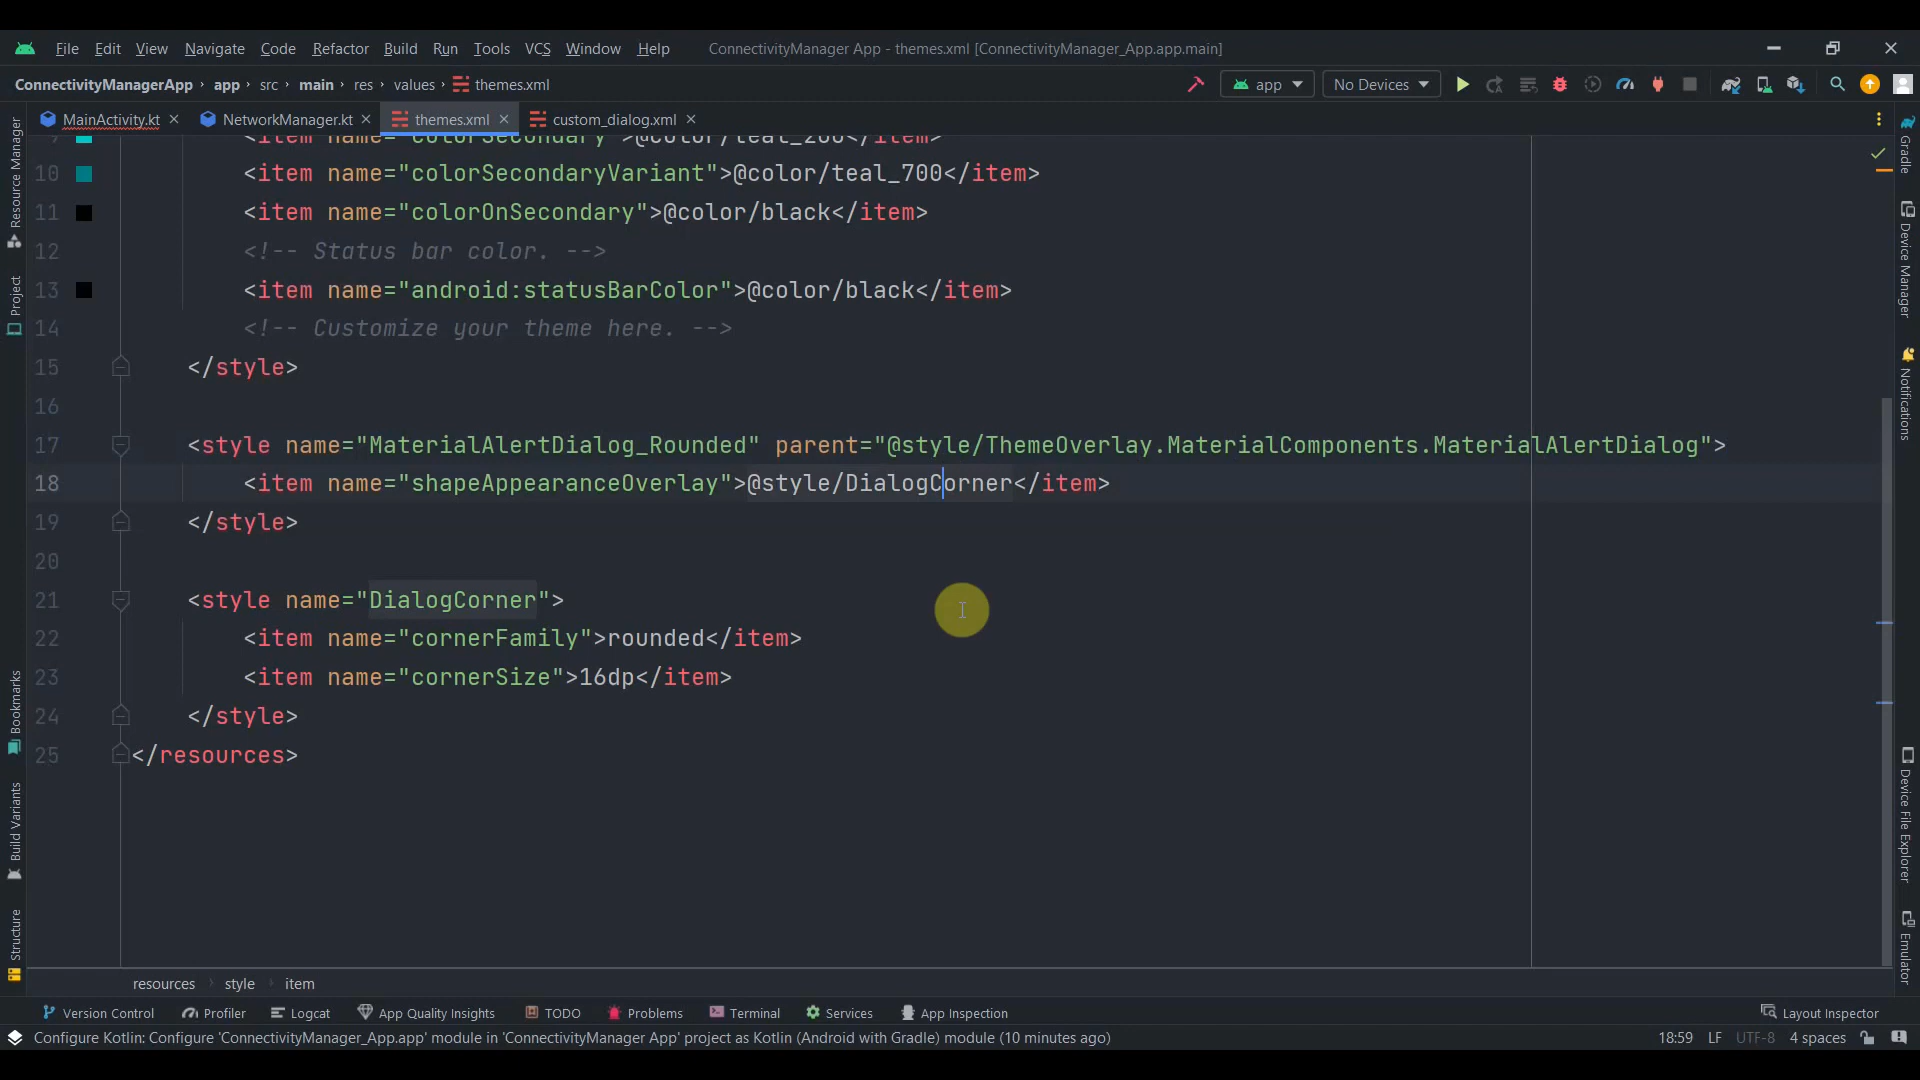 File Edit View Navigate Code Refactor Build Run Tools VCS Window Help ConnectivityManager App - themes.xml [ConnectivityManager_App.app.main]
ConnectivityManagerApp app src main res values themes.xml app No Devices
MainActivity.kt NetworkManager.kt themes.xml custom_dialog.xml
10 <item name="colorSecondaryVariant">@color/teal_700</item>
11 <item name="colorOnSecondary">@color/black</item>
12 <!-- Status bar color. -->
13 <item name="android:statusBarColor">@color/black</item>
14 <!-- Customize your theme here. -->
15 </style>
16
17 <style name="MaterialAlertDialog_Rounded" parent="@style/ThemeOverlay.MaterialComponents.MaterialAlertDialog">
18 <item name="shapeAppearanceOverlay">@style/DialogCorner</item>
19 </style>
20
21 <style name="DialogCorner">
22 <item name="cornerFamily">rounded</item>
23 <item name="cornerSize">16dp</item>
24 </style>
25 </resources>
resources style item
Version Control Profiler Logcat App Quality Insights TODO Problems Terminal Services App Inspection Layout Inspector
Configure Kotlin: Configure 'ConnectivityManager_App.app' module in 'ConnectivityManager App' project as Kotlin (Android with Gradle) module (10 minutes ago) 18:59 LF UTF-8 4 spaces
Resource Manager
Project
Bookmarks
Build Variants
Structure
Gradle
Device Manager
Notifications
Device File Explorer
Emulator